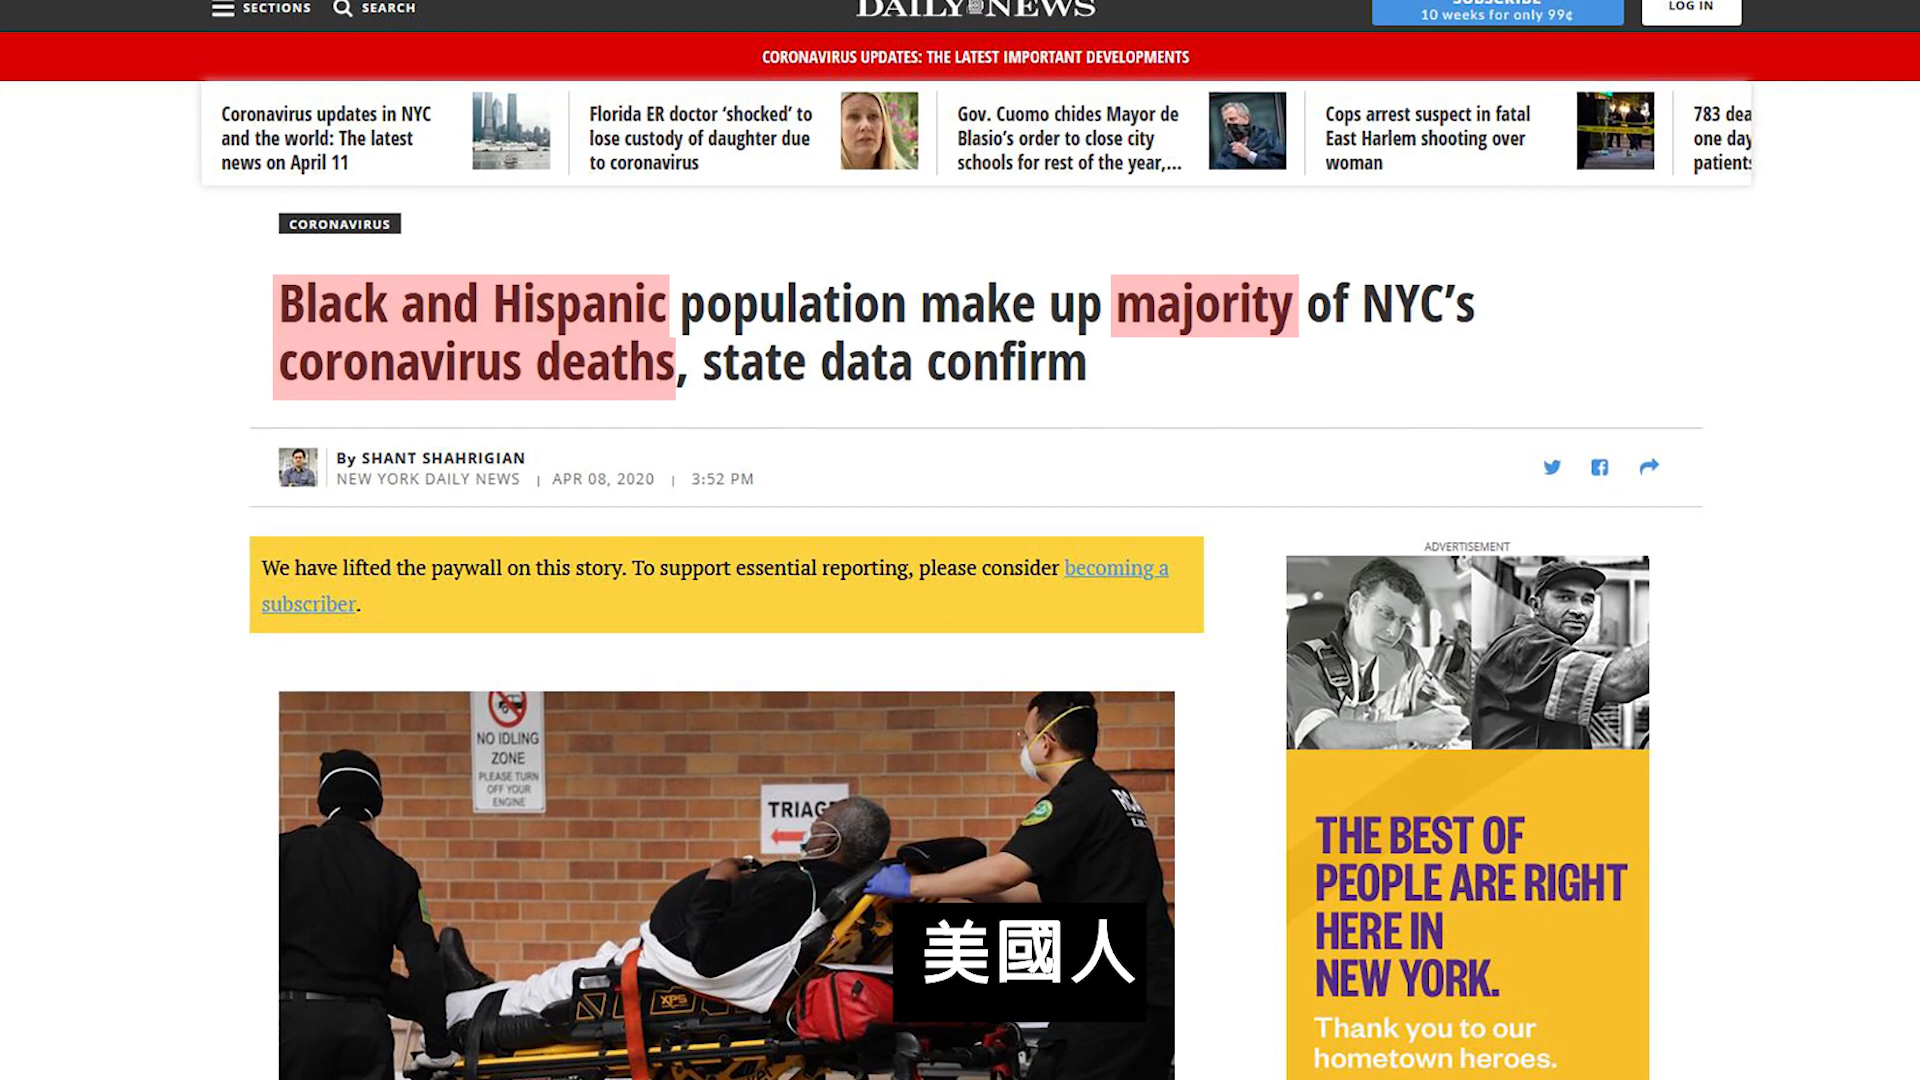 SECTIONS
SEARCH
DAILY NEWS
SUBSCRIBE
10 weeks for only 99¢
LOG IN
CORONAVIRUS UPDATES: THE LATEST IMPORTANT DEVELOPMENTS
Coronavirus updates in NYC
and the world: The latest
news on April 11
Florida ER doctor ‘shocked’ to
lose custody of daughter due
to coronavirus
Gov. Cuomo chides Mayor de
Blasio’s order to close city
schools for rest of the year,...
Cops arrest suspect in fatal
East Harlem shooting over
woman
783 dea
one day
patients
CORONAVIRUS
Black and Hispanic population make up majority of NYC’s
coronavirus deaths, state data confirm
By SHANT SHAHRIGIAN
NEW YORK DAILY NEWS | APR 08, 2020 | 3:52 PM
We have lifted the paywall on this story. To support essential reporting, please consider becoming a
subscriber.
ADVERTISEMENT
NO IDLING
ZONE
PLEASE TURN
OFF YOUR
ENGINE
TRIAGE
XPS
美國人
THE BEST OF
PEOPLE ARE RIGHT
HERE IN
NEW YORK.
Thank you to our
hometown heroes.